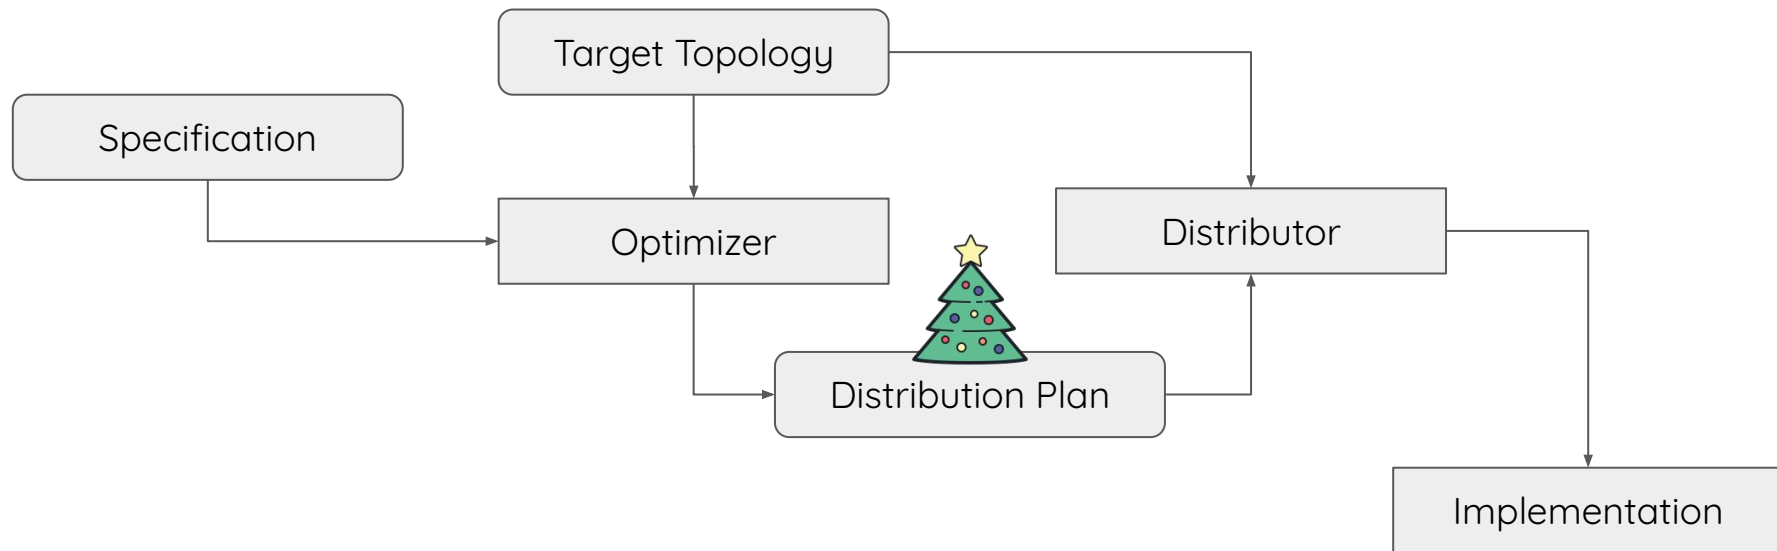 Target Topology
Specification
Optimizer
Distributor
Distribution Plan
Implementation